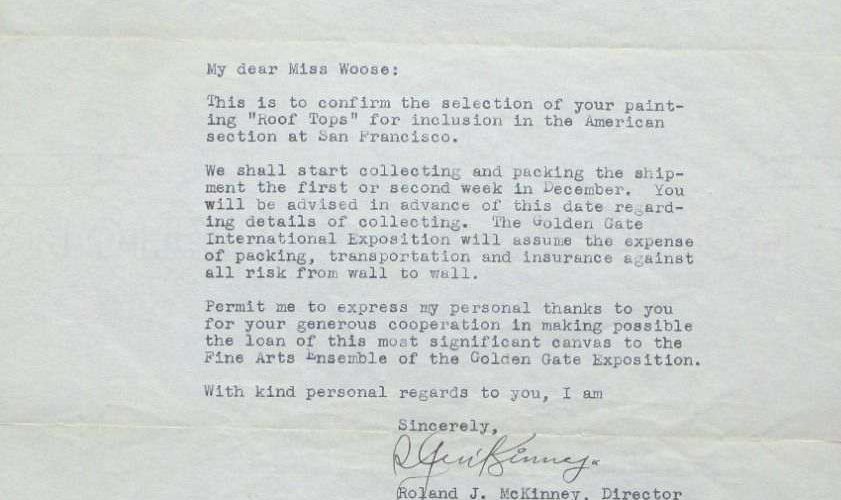 My dear Miss Woose:
This is to confirm the selection of your paint-
ing "Roof Tops" for inclusion in the American
section at San Francisco.
We shall start collecting and packing the ship-
ment the first or second week in December. You
will be advised in advance of this date regard-
ing details of collecting. The Golden Gate
International Exposition will assume the expense
of packing, transportation and insurance against
all risk from wall to wall.
Permit me to express my personal thanks to you
for your generous cooperation in making possible
the loan of this most significant canvas to the
Fine Arts Ensemble of the Golden Gate Exposition.
With kind personal regards to you, I am
Sincerely,
Roland J. McKinney, Director